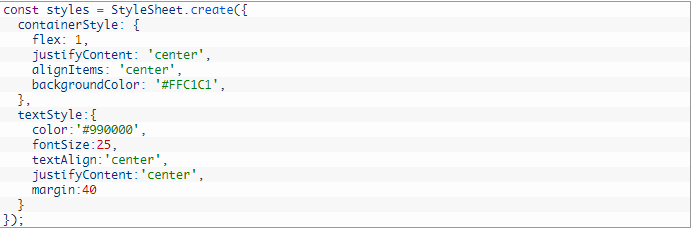 const styles = StyleSheet.create({
  containerStyle: {
    flex: 1,
    justifyContent: 'center',
    alignItems: 'center',
    backgroundColor: '#FFC1C1',
  },
  textStyle:{
    color:'#990000',
    fontSize:25,
    textAlign:'center',
    justifyContent:'center',
    margin:40
  }
});